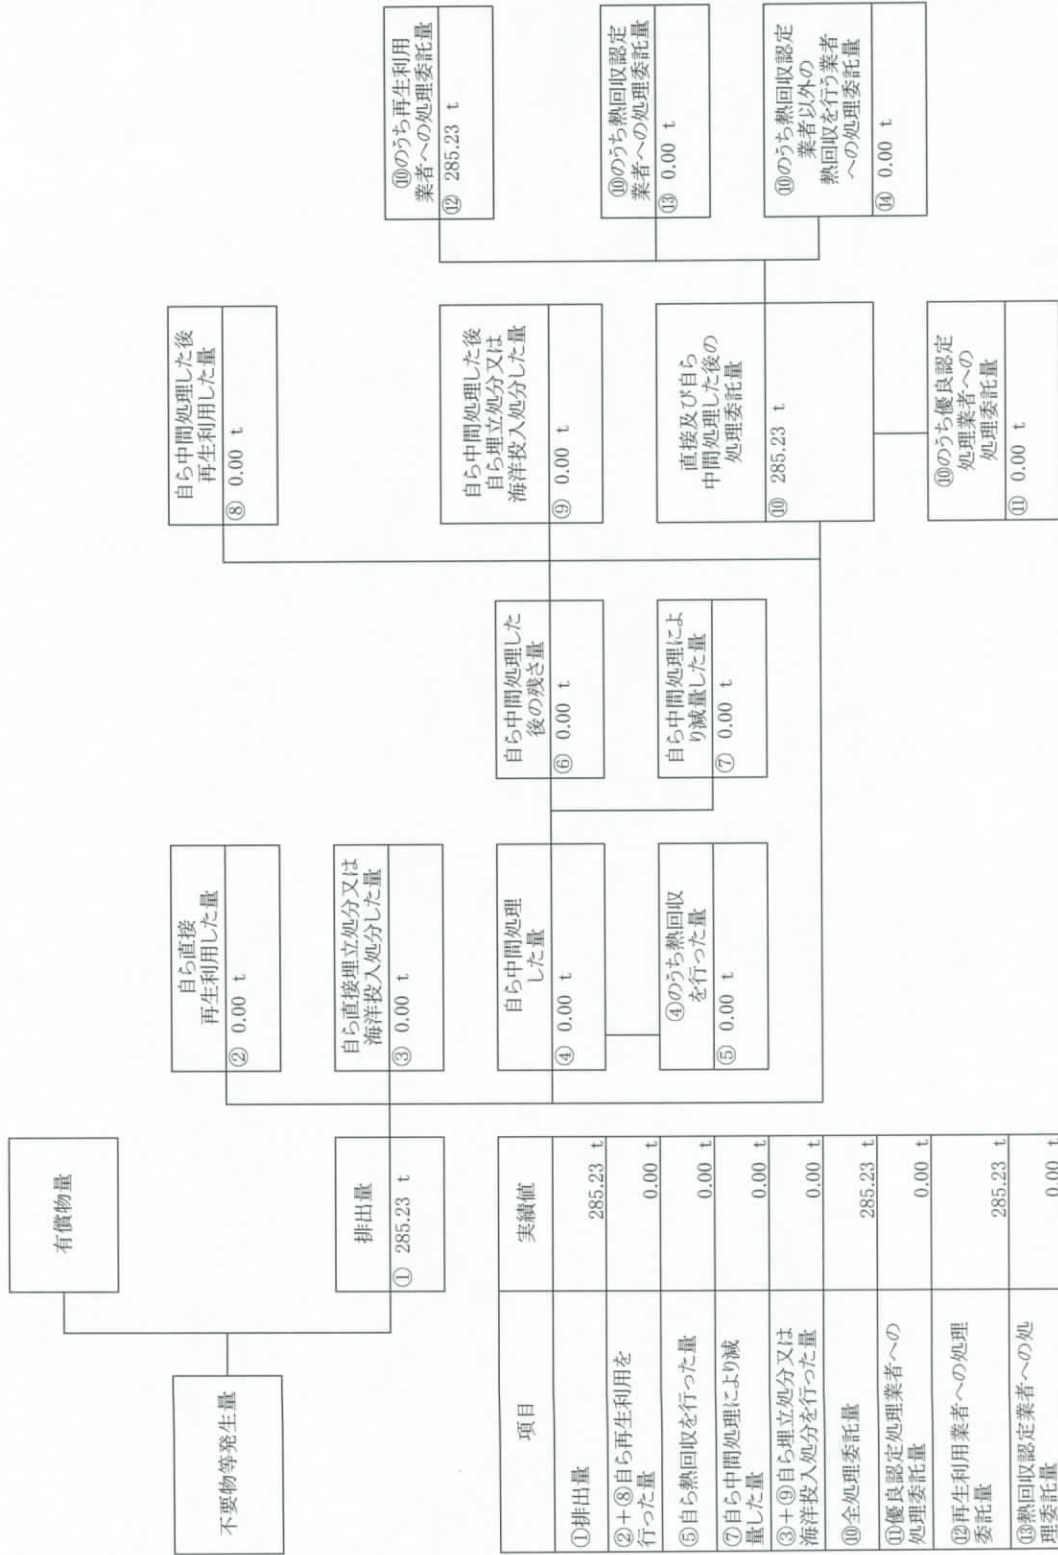 不要物等発生量
有償物量
排出量
① 285.23 t
自ら直接
再生利用した量
② 0.00 t
自ら直接埋立処分又は
海洋投入処分した量
③ 0.00 t
自ら中間処理
した量
④ 0.00 t
④のうち熱回収
を行った量
⑤ 0.00 t
自ら中間処理した
後の残さ量
⑥ 0.00 t
自ら中間処理によ
り減量した量
⑦ 0.00 t
自ら中間処理した後
再生利用した量
⑧ 0.00 t
自ら中間処理した後
自ら埋立処分又は
海洋投入処分した量
⑨ 0.00 t
直接及び自ら
中間処理した後の
処理委託量
⑩ 285.23 t
⑩のうち優良認定
処理業者への
処理委託量
⑪ 0.00 t
⑩のうち再生利用
業者への処理委託量
⑫ 285.23 t
⑩のうち熱回収認定
業者への処理委託量
⑬ 0.00 t
⑩のうち熱回収認定
業者以外の
熱回収を行う業者
への処理委託量
⑭ 0.00 t
項目 実績値
①排出量 285.23 t
②+⑧自ら再生利用を
行った量 0.00 t
⑤自ら熱回収を行った量 0.00 t
⑦自ら中間処理により減
量した量 0.00 t
③+⑨自ら埋立処分又は
海洋投入処分を行った量 0.00 t
⑩全処理委託量 285.23 t
⑪優良認定処理業者への
処理委託量 0.00 t
⑫再生利用業者への処理
委託量 285.23 t
⑬熱回収認定業者への処
理委託量 0.00 t